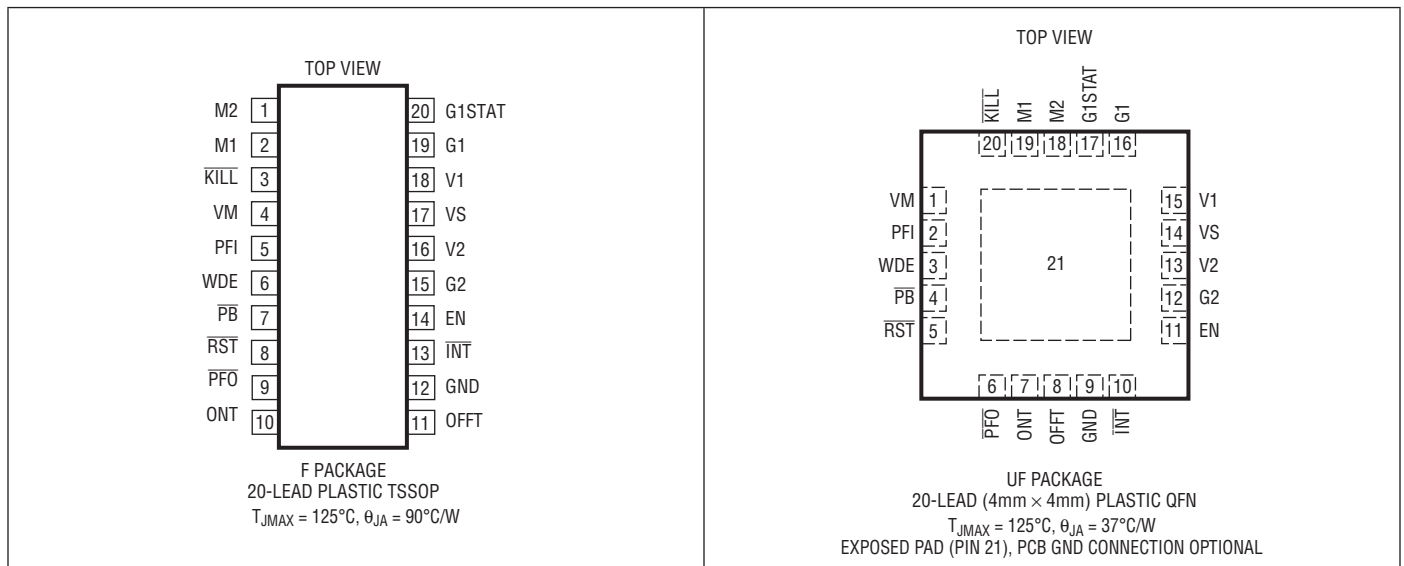 TOP VIEW
M2 1 20 G1STAT
M1 2 19 G1
KILL 3 18 V1
VM 4 17 VS
PFI 5 16 V2
WDE 6 15 G2
PB 7 14 EN
RST 8 13 INT
PFO 9 12 GND
ONT 10 11 OFFT
F PACKAGE
20-LEAD PLASTIC TSSOP
TJMAX = 125°C, θJA = 90°C/W
TOP VIEW
KILL M1 M2 G1STAT G1
20 19 18 17 16
VM 1 15 V1
PFI 2 14 VS
WDE 3 21 13 V2
PB 4 12 G2
RST 5 11 EN
6 7 8 9 10
PFO ONT OFFT GND INT
UF PACKAGE
20-LEAD (4mm × 4mm) PLASTIC QFN
TJMAX = 125°C, θJA = 37°C/W
EXPOSED PAD (PIN 21), PCB GND CONNECTION OPTIONAL